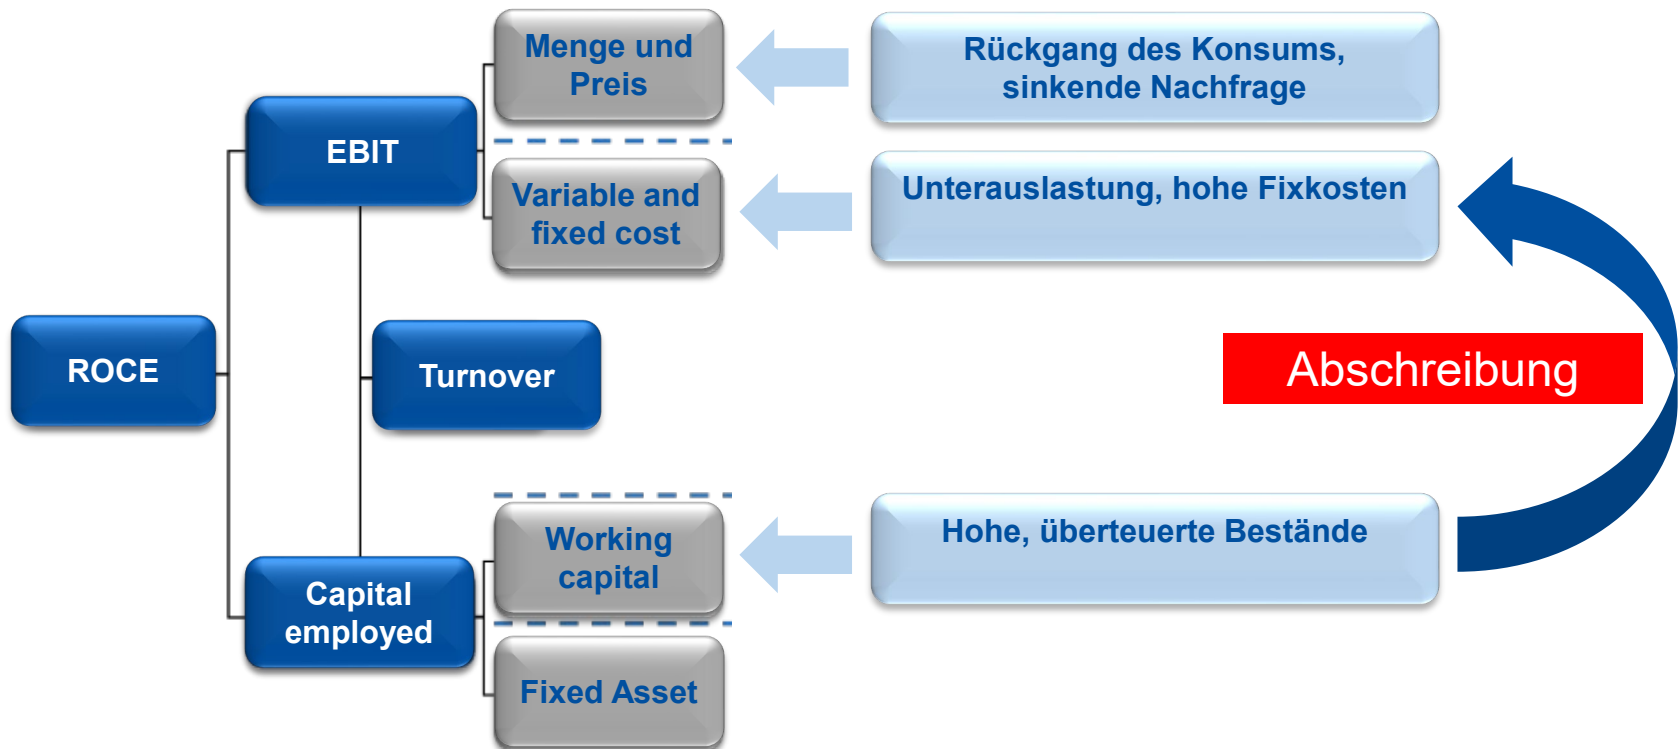 Menge und
Preis
Rückgang des Konsums,
sinkende Nachfrage
EBIT
Variable and
fixed cost
Unterauslastung, hohe Fixkosten
ROCE
Turnover
Abschreibung
Working
capital
Hohe, überteuerte Bestände
Capital
employed
Fixed Asset